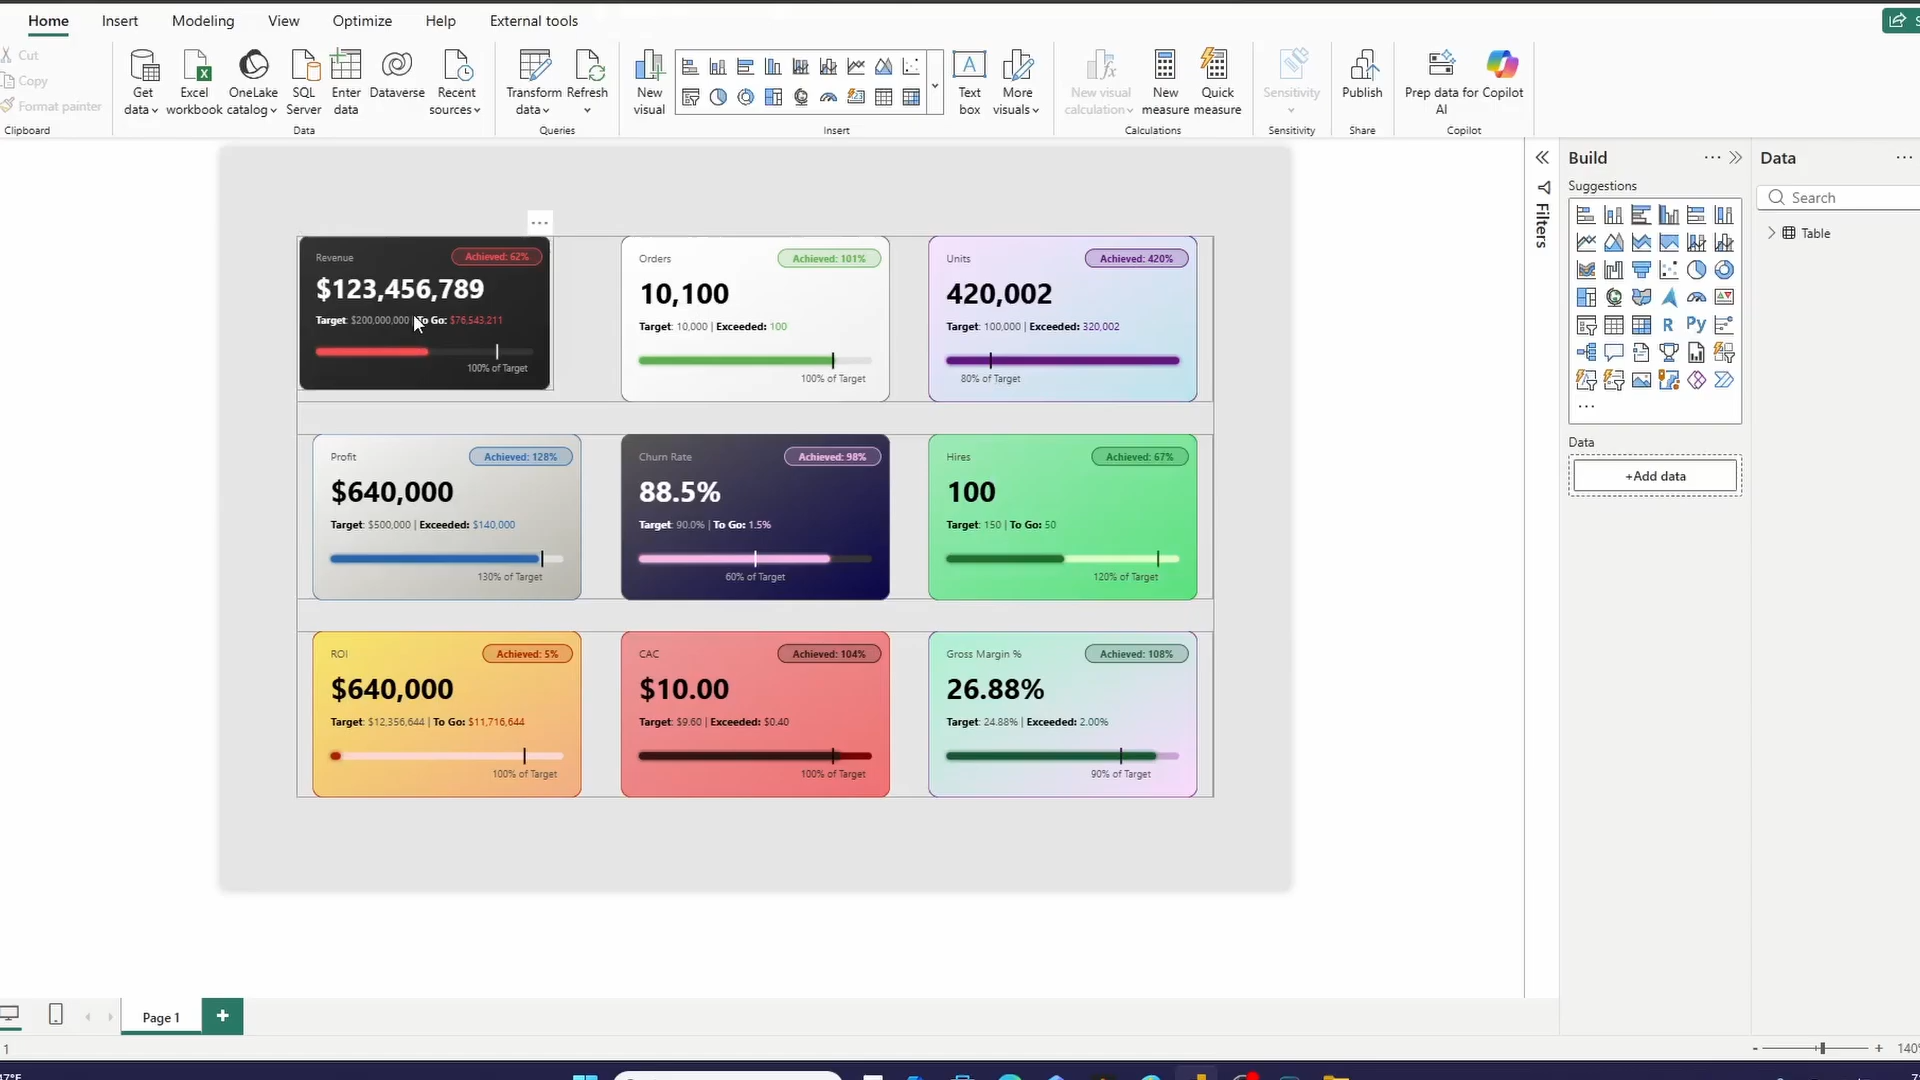 Home Insert Modeling View Optimize Help External tools
Cut
Copy
Format painter
Clipboard
Get data
Excel workbook
OneLake catalog
SQL Server
Enter data
Dataverse
Recent sources
Data
Transform data
Refresh
Queries
New visual
Text box
More visuals
Insert
New visual calculation
New measure
Quick measure
Calculations
Sensitivity
Sensitivity
Publish
Share
Prep data for AI
Copilot
Copilot
Revenue
Achieved: 62%
$123,456,789
Target: $200,000,000 | To Go: $76,543,211
100% of Target
Orders
Achieved: 101%
10,100
Target: 10,000 | Exceeded: 100
100% of Target
Units
Achieved: 420%
420,002
Target: 100,000 | Exceeded: 320,002
80% of Target
Profit
Achieved: 128%
$640,000
Target: $500,000 | Exceeded: $140,000
130% of Target
Churn Rate
Achieved: 98%
88.5%
Target: 90.0% | To Go: 1.5%
60% of Target
Hires
Achieved: 67%
100
Target: 150 | To Go: 50
120% of Target
ROI
Achieved: 5%
$640,000
Target: $12,356,644 | To Go: $11,716,644
100% of Target
CAC
Achieved: 104%
$10.00
Target: $9.60 | Exceeded: $0.40
100% of Target
Gross Margin %
Achieved: 108%
26.88%
Target: 24.88% | Exceeded: 2.00%
90% of Target
Filters
Build
Suggestions
R Py
Data
+Add data
Data
Search
Table
Page 1
1
140%